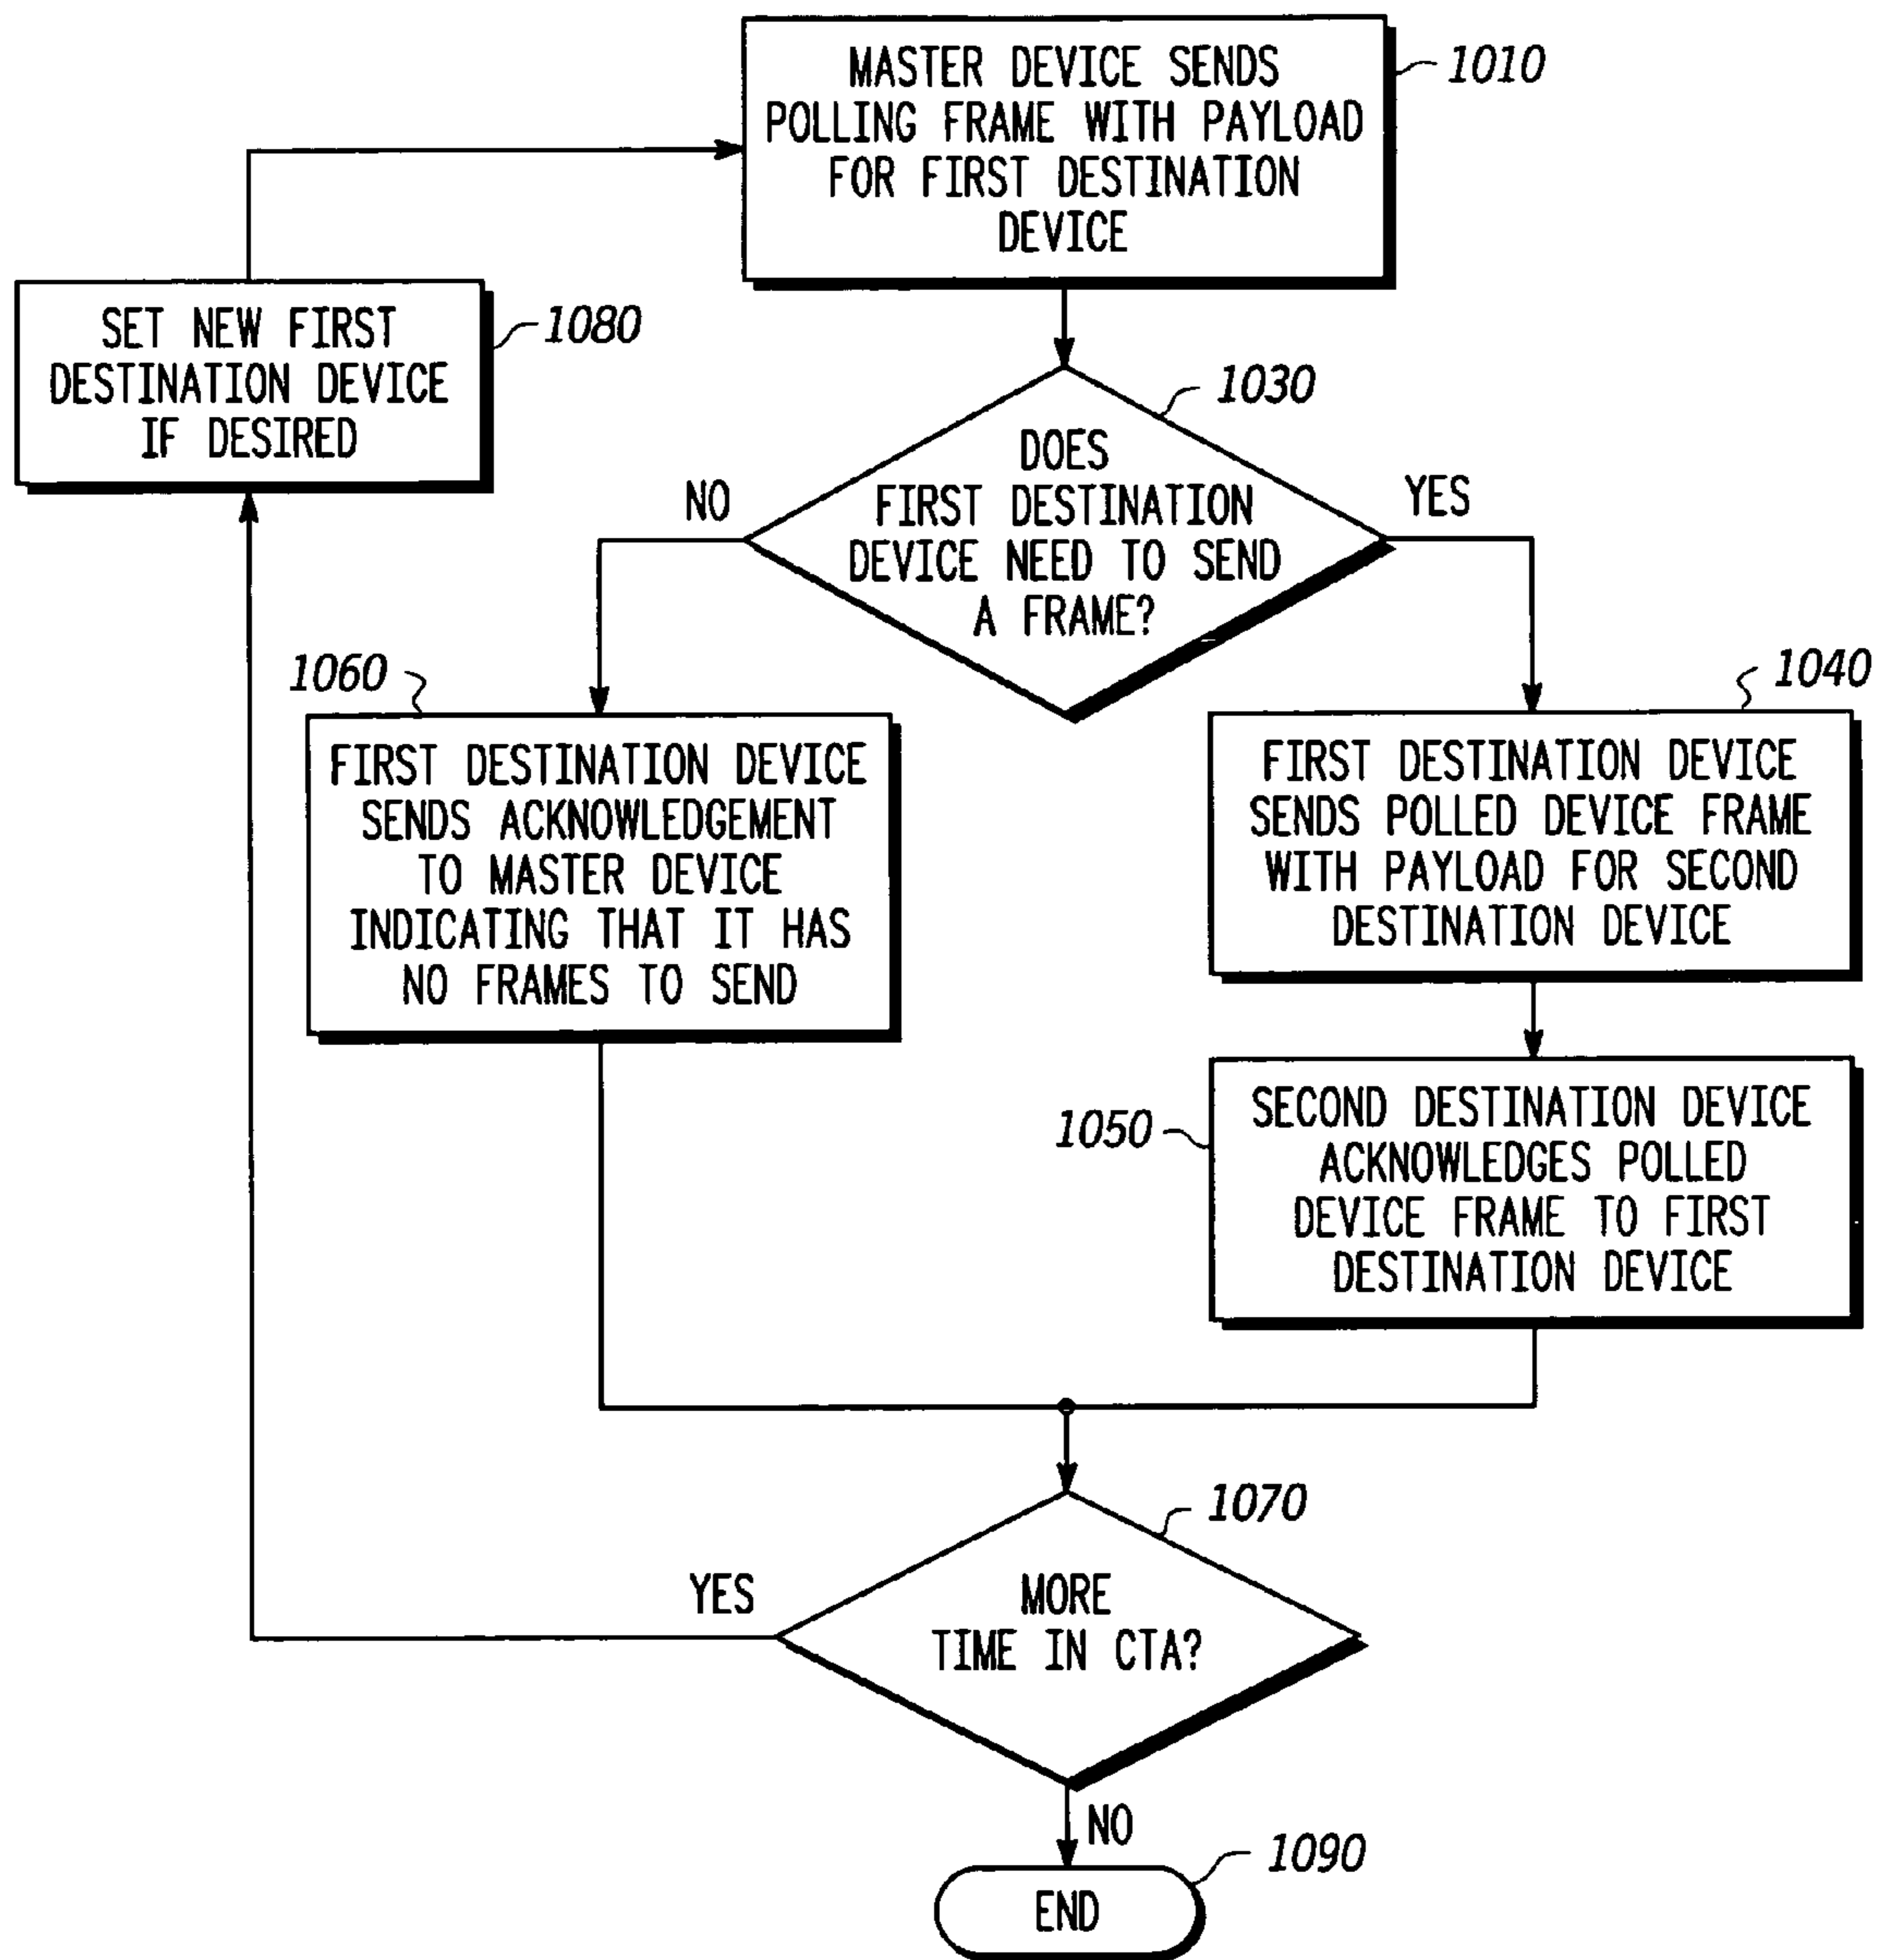 MASTER DEVICE SENDS
POLLING FRAME WITH PAYLOAD
FOR FIRST DESTINATION
DEVICE
1010
SET NEW FIRST
DESTINATION DEVICE
IF DESIRED
1080
1030
DOES
FIRST DESTINATION
DEVICE NEED TO SEND
A FRAME?
NO
YES
1060
FIRST DESTINATION DEVICE
SENDS ACKNOWLEDGEMENT
TO MASTER DEVICE
INDICATING THAT IT HAS
NO FRAMES TO SEND
1040
FIRST DESTINATION DEVICE
SENDS POLLED DEVICE FRAME
WITH PAYLOAD FOR SECOND
DESTINATION DEVICE
1050
SECOND DESTINATION DEVICE
ACKNOWLEDGES POLLED
DEVICE FRAME TO FIRST
DESTINATION DEVICE
1070
YES
MORE
TIME IN CTA?
NO
1090
END